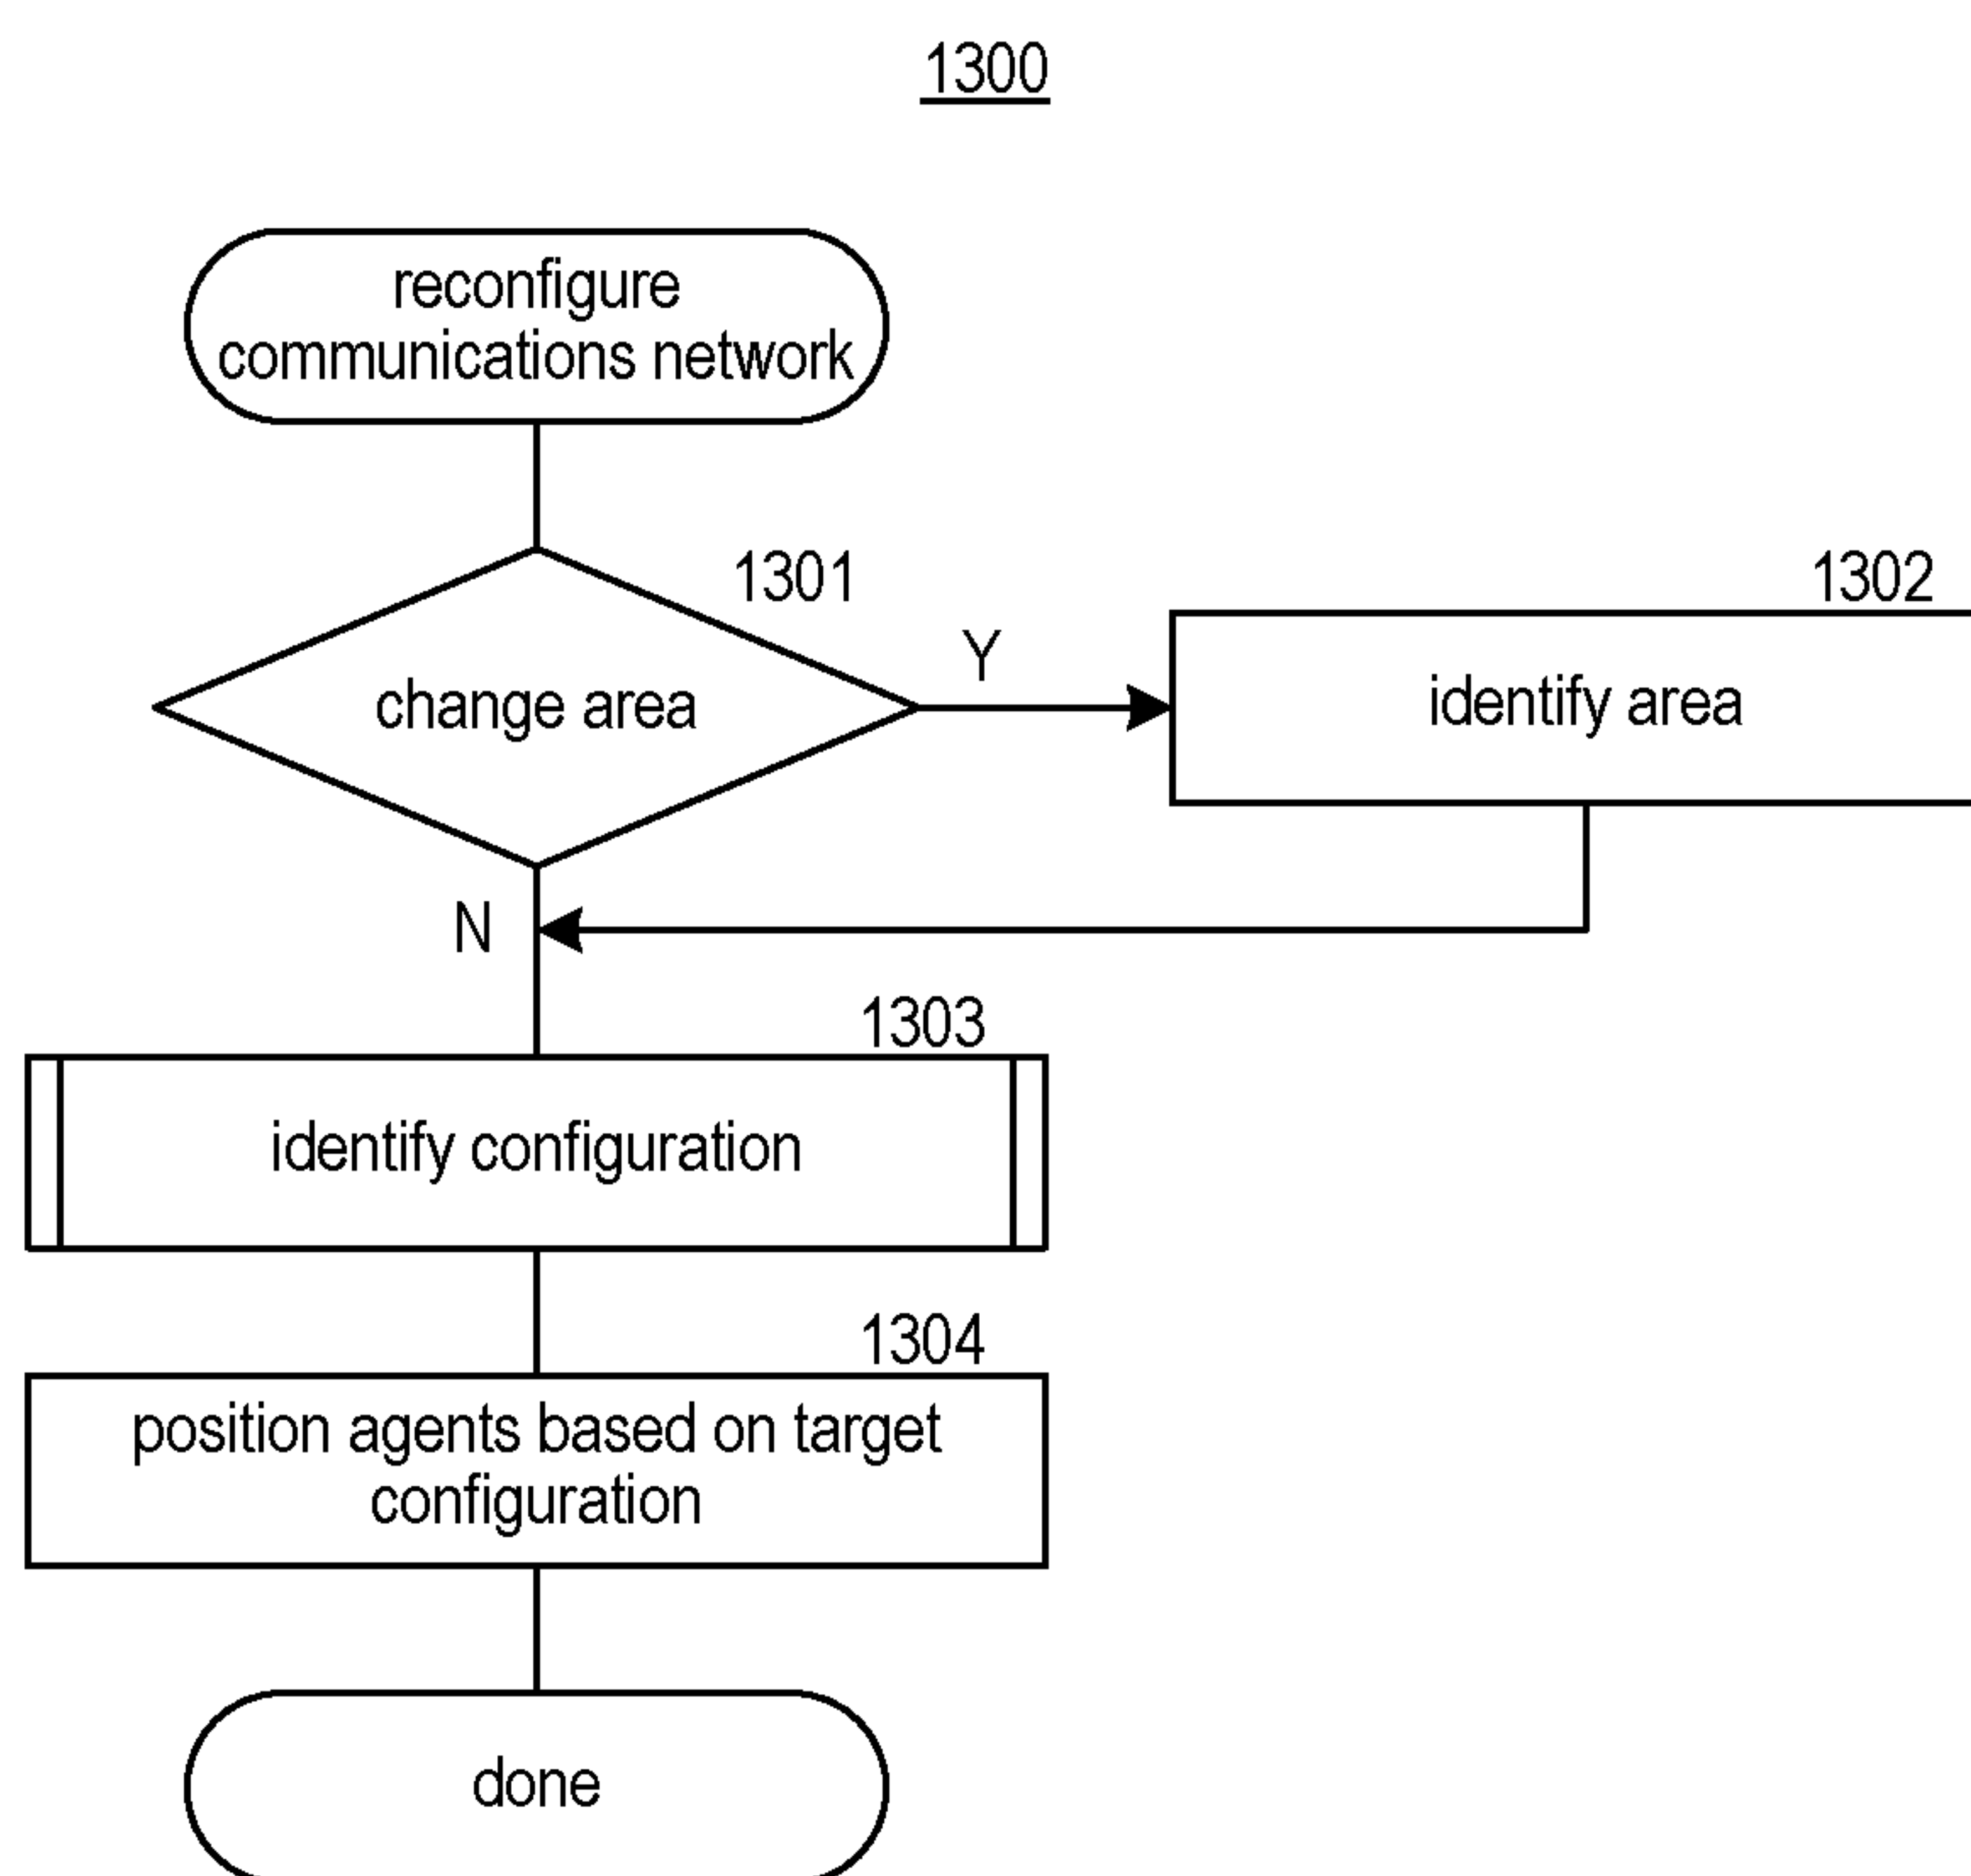 1300
reconfigure
communications network
1301
change area
Y
1302
identify area
N
1303
identify configuration
1304
position agents based on target
configuration
done